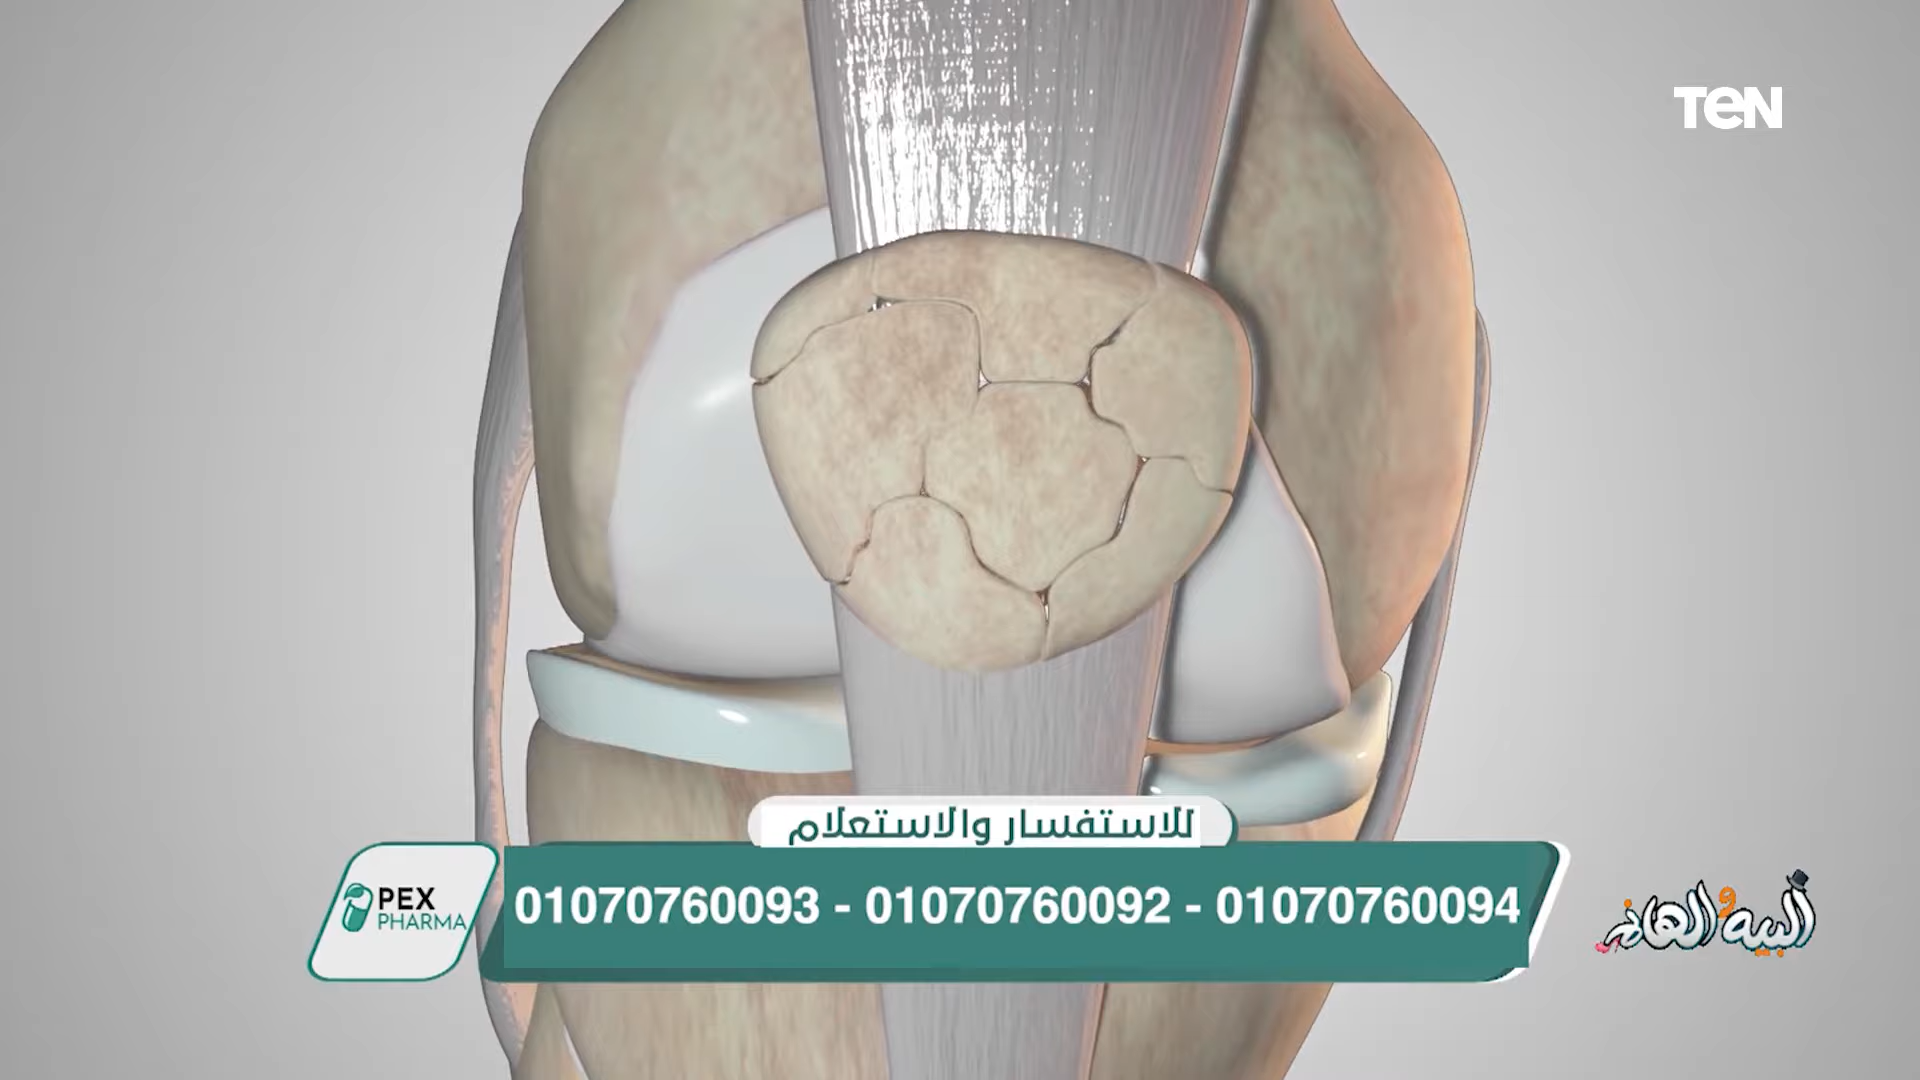 TeN
للاستفسار والاستعلام
PEX
PHARMA
01070760093 - 01070760092 - 01070760094
البيه والهانم